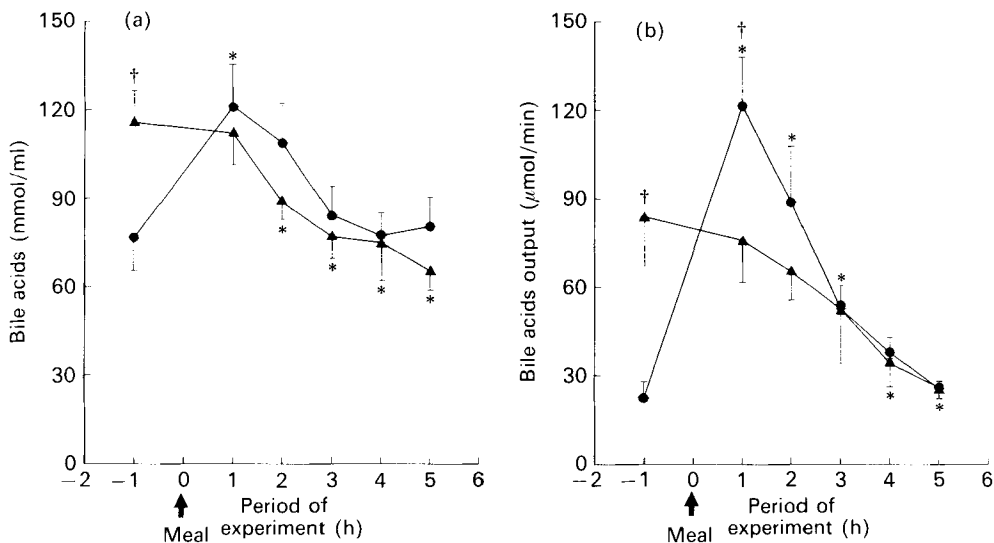 (a)
Bile acids (mmol/ml)
150
120
90
60
30
0
†
*
*
*
*
*
−2 −1 0 1 2 3 4 5 6
Period of
experiment (h)
Meal
(b)
Bile acids output (μmol/min)
150
120
90
60
30
0
†
†
*
*
*
*
*
−2 −1 0 1 2 3 4 5 6
Period of
experiment (h)
Meal